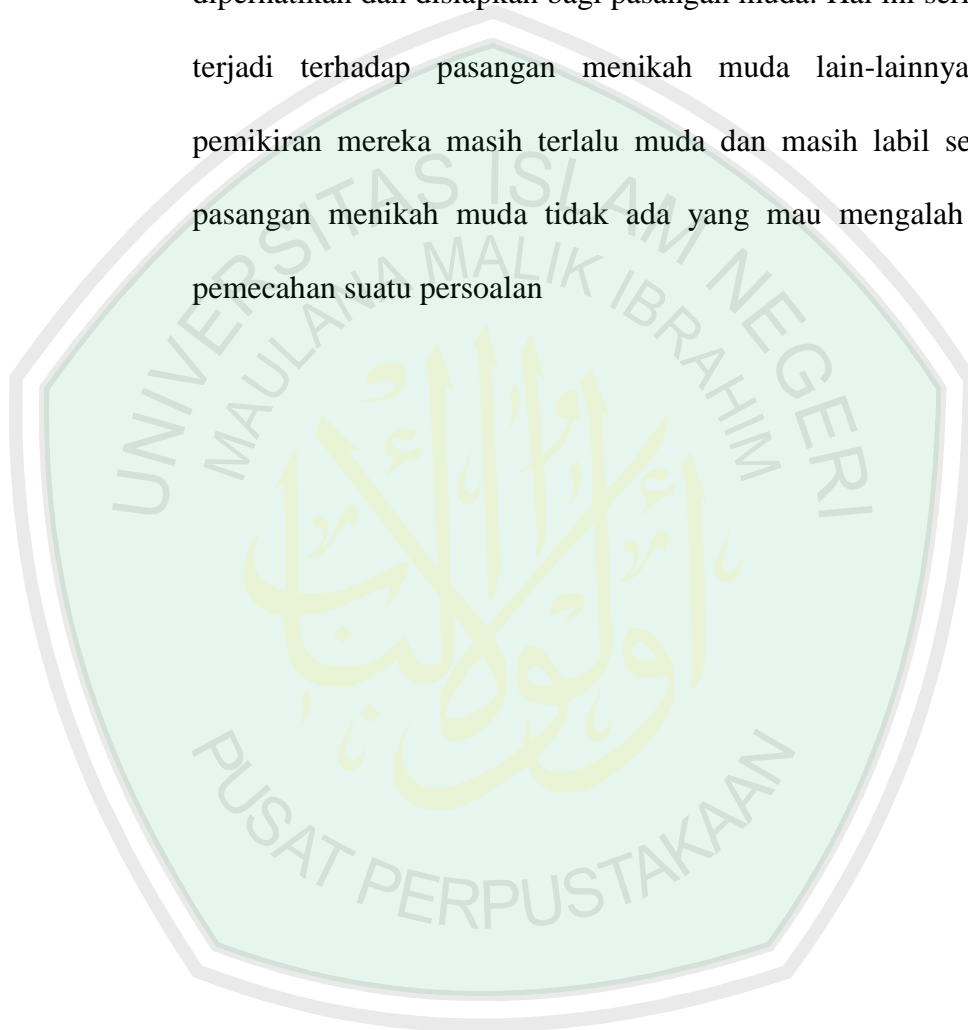 diperhatikan dan disiapkan bagi pasangan muda. Hal ini
terjadi terhadap pasangan menikah muda lain-lainnya
pemikiran mereka masih terlalu muda dan masih labil
pasangan menikah muda tidak ada yang mau mengalah
pemecahan suatu persoalan
UNIVERSITAS ISLAM NEGERI
MAULANA MALIK IBRAHIM
أولو الألباب
PUSAT PERPUSTAKAAN